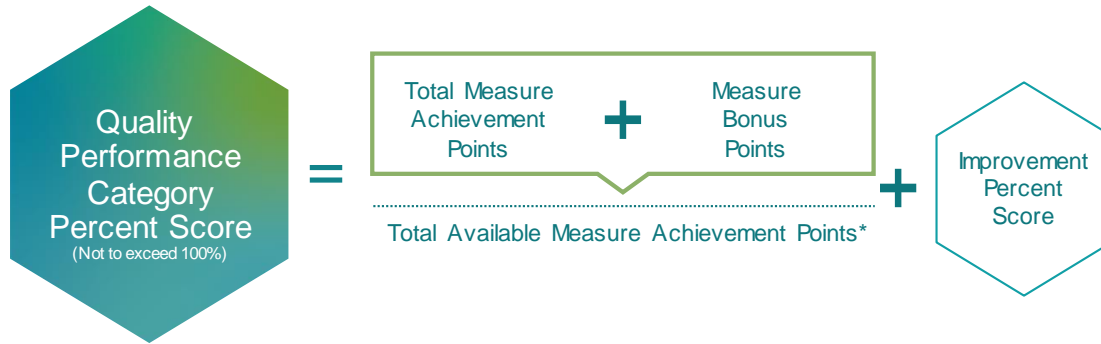 Quality
Performance
Category
Percent Score
(Not to exceed 100%)
=
Total Measure
Achievement
Points
+
Measure
Bonus
Points
Total Available Measure Achievement Points*
+
Improvement
Percent
Score